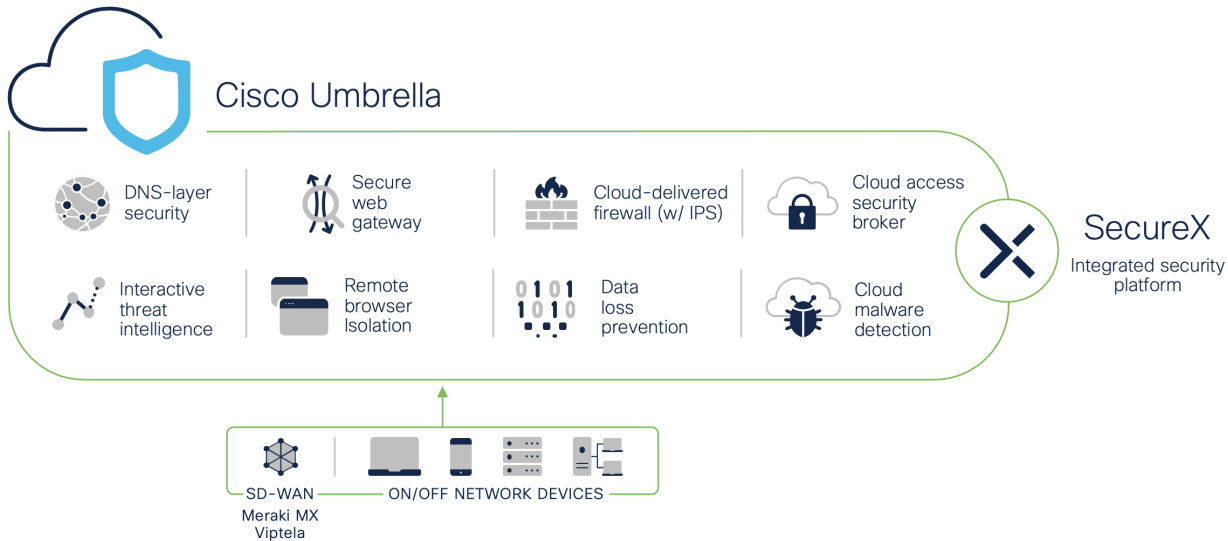 Cisco Umbrella
DNS-layer
security
Secure
web
gateway
Cloud-delivered
firewall (w/ IPS)
Cloud access
security
broker
Interactive
threat
intelligence
Remote
browser
Isolation
0101
Data
loss
prevention
1010
Cloud
malware
detection
SecureX
Integrated security
platform
SD-WAN
ON/OFF NETWORK DEVICES
Meraki MX
Viptela